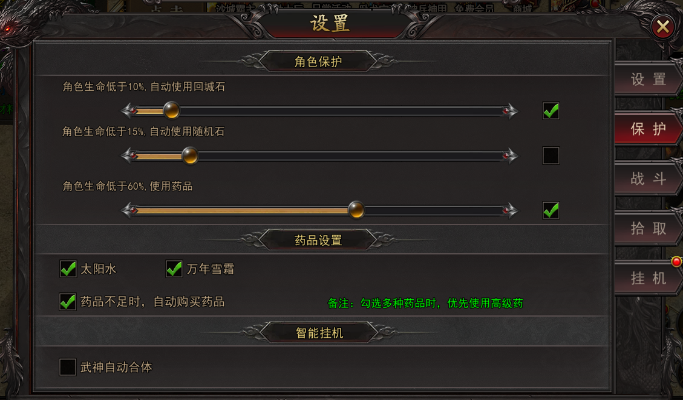 设置
角色保护
角色生命低于10%,自动使用回城石
角色生命低于15%,自动使用随机石
角色生命低于60%,使用药品
药品设置
太阳水 万年雪霜
药品不足时，自动购买药品
备注：勾选多种药品时，优先使用高级药
智能挂机
武神自动合体
设置
保护
战斗
拾取
挂机